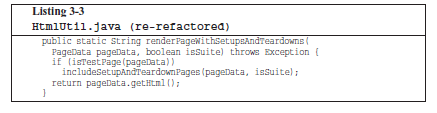 Listing 3-3
HtmlUtil.java (re-refactored)
public static String renderPageWithSetupsAndTeardowns(
PageData pageData, boolean isSuite) throws Exception {
if (isTestPage(pageData))
includeSetupAndTeardownPages(pageData, isSuite);
return pageData.getHtml();
}